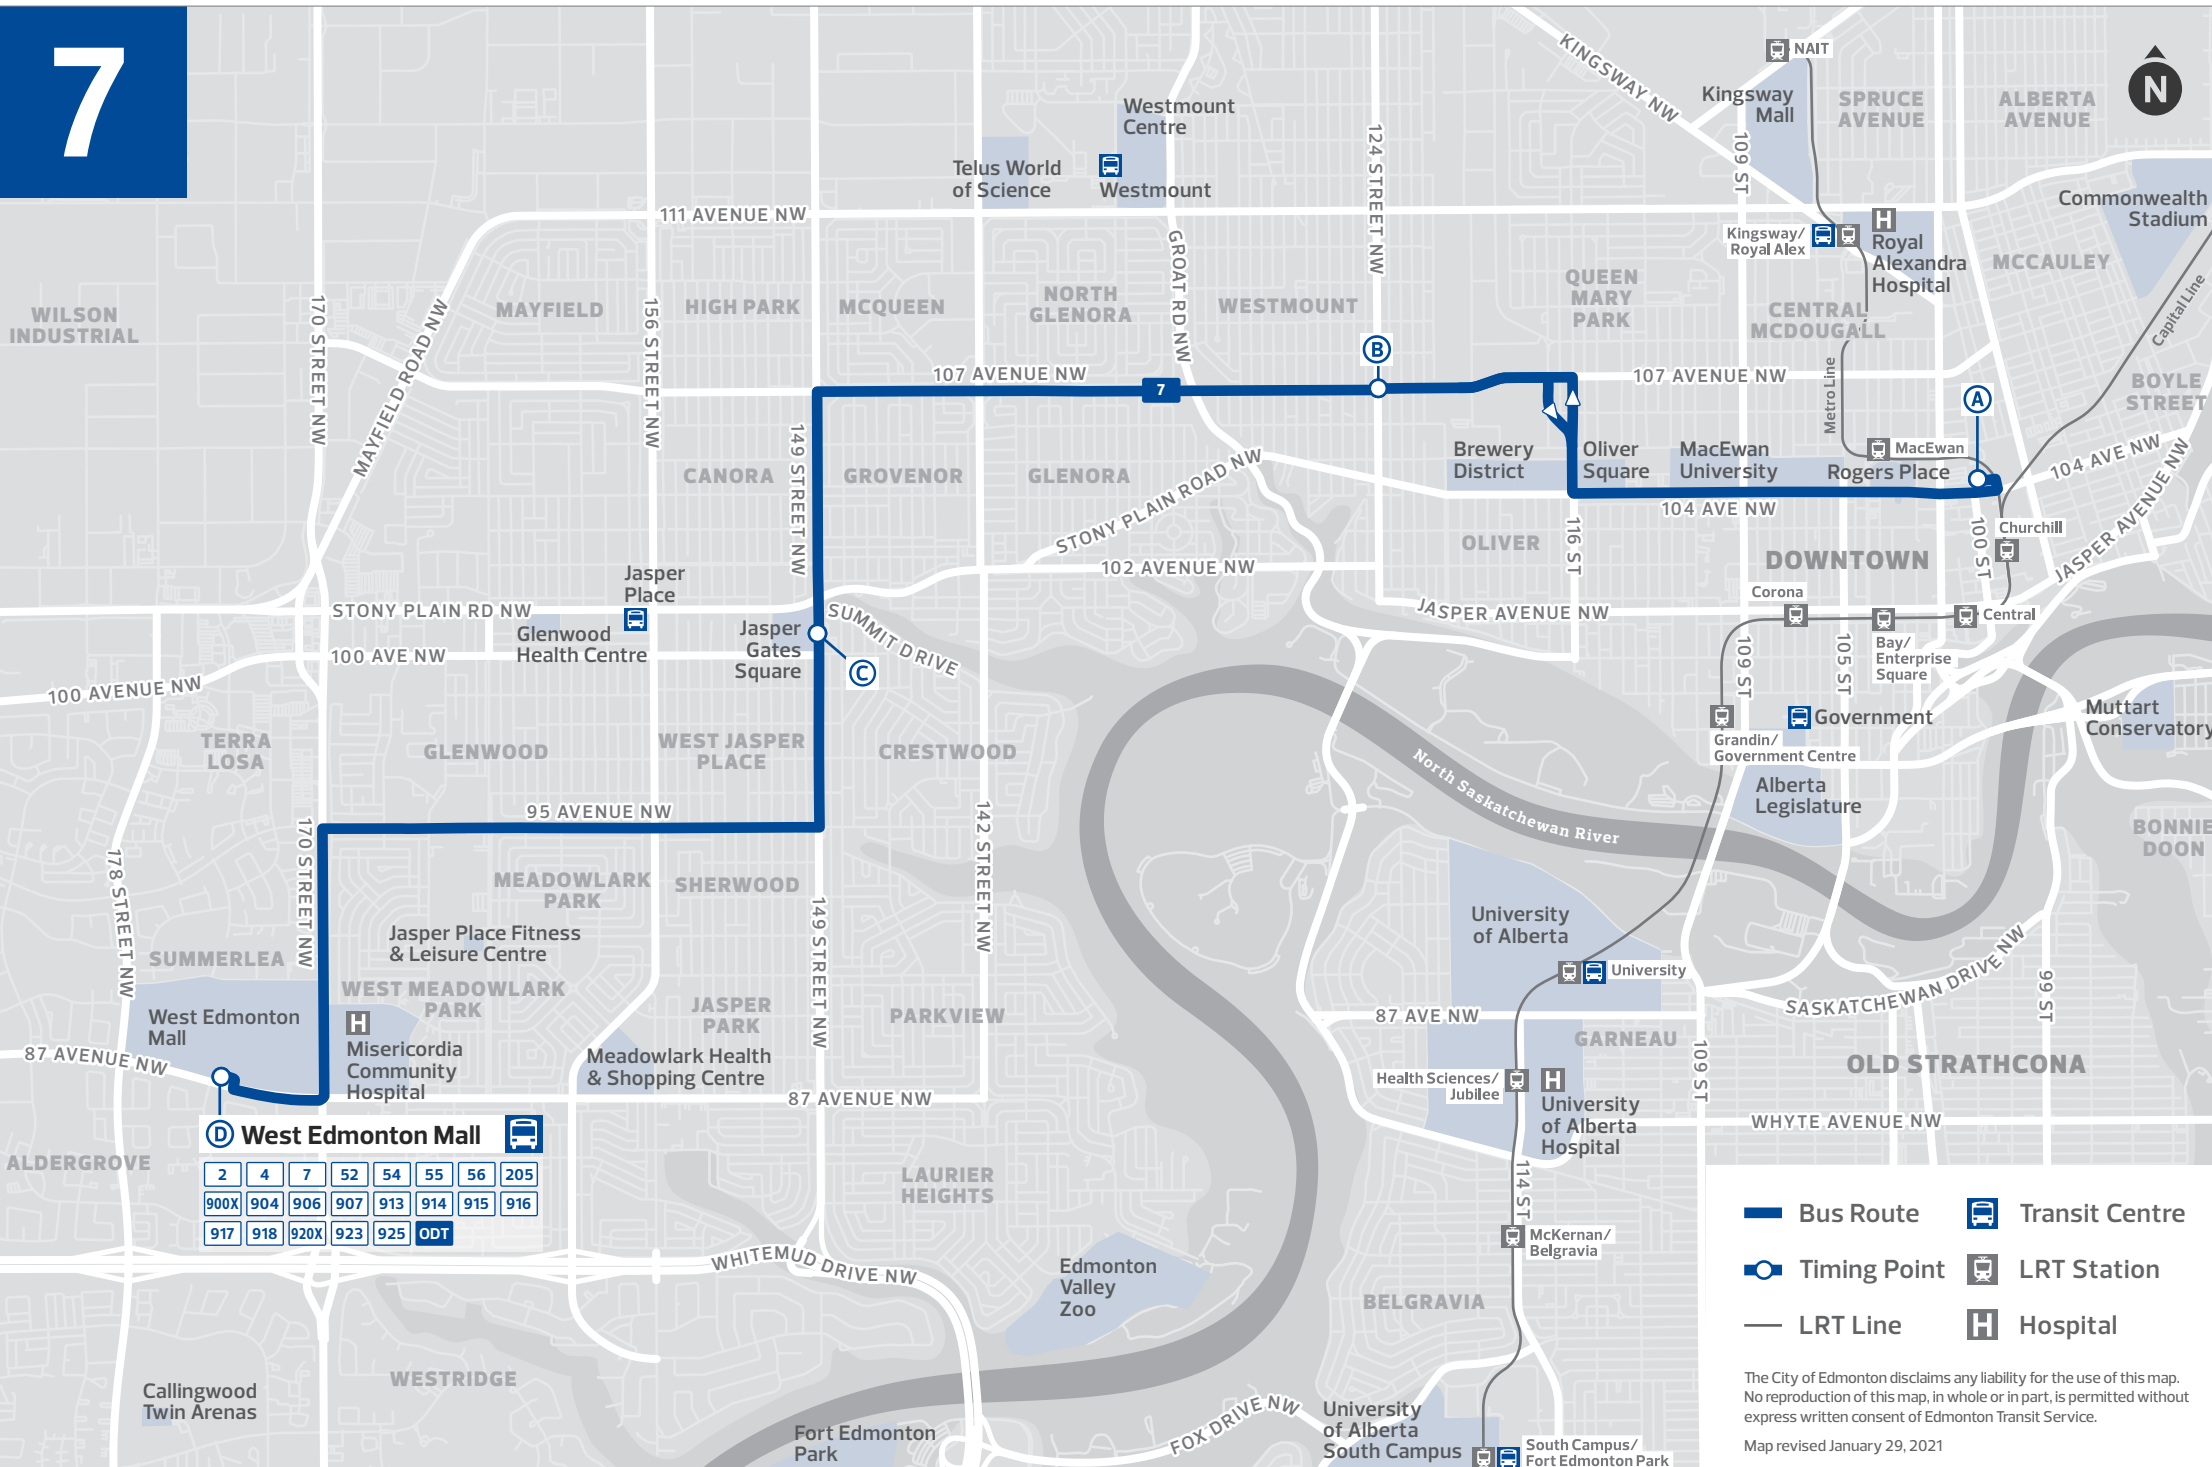 7
N
KINGSWAY NW
NAIT
Kingsway
Mall
SPRUCE
AVENUE
ALBERTA
AVENUE
Westmount
Centre
Telus World
of Science
Westmount
124 STREET NW
109 ST
Commonwealth
Stadium
111 AVENUE NW
GROAT RD NW
Kingsway/
Royal Alex
H
Royal
Alexandra
Hospital
MCCAULEY
Capital Line
WILSON
INDUSTRIAL
170 STREET NW
MAYFIELD ROAD NW
MAYFIELD
156 STREET NW
HIGH PARK
MCQUEEN
NORTH
GLENORA
WESTMOUNT
QUEEN
MARY
PARK
CENTRAL
MCDOUGALL
B
107 AVENUE NW
7
107 AVENUE NW
Metro Line
A
BOYLE
STREET
149 STREET NW
CANORA
GROVENOR
GLENORA
STONY PLAIN ROAD NW
Brewery
District
Oliver
Square
MacEwan
University
MacEwan
Rogers Place
104 AVE NW
104 AVE NW
JASPER AVENUE NW
OLIVER
116 ST
DOWNTOWN
100 ST
Churchill
102 AVENUE NW
Jasper
Place
STONY PLAIN RD NW
Glenwood
Health Centre
100 AVE NW
100 AVENUE NW
Jasper
Gates
Square
SUMMIT DRIVE
C
JASPER AVENUE NW
Corona
Central
Bay/
Enterprise
Square
109 ST
105 ST
Government
Grandin/
Government Centre
Muttart
Conservatory
TERRA
LOSA
GLENWOOD
WEST JASPER
PLACE
CRESTWOOD
North Saskatchewan River
Alberta
Legislature
BONNIE
DOON
95 AVENUE NW
170 STREET NW
178 STREET NW
142 STREET NW
MEADOWLARK
PARK
SHERWOOD
149 STREET NW
Jasper Place Fitness
& Leisure Centre
SUMMERLEA
WEST MEADOWLARK
PARK
University
of Alberta
University
SASKATCHEWAN DRIVE NW
99 ST
West Edmonton
Mall
87 AVENUE NW
H
Misericordia
Community
Hospital
JASPER
PARK
PARKVIEW
Meadowlark Health
& Shopping Centre
87 AVENUE NW
87 AVE NW
GARNEAU
109 ST
OLD STRATHCONA
Health Sciences/
Jubilee
H
University
of Alberta
Hospital
WHYTE AVENUE NW
D West Edmonton Mall
2 4 7 52 54 55 56 205
900X 904 906 907 913 914 915 916
917 918 920X 923 925 ODT
ALDERGROVE
LAURIER
HEIGHTS
114 ST
McKernan/
Belgravia
WHITEMUD DRIVE NW
Edmonton
Valley
Zoo
BELGRAVIA
WESTRIDGE
Callingwood
Twin Arenas
Fort Edmonton
Park
FOX DRIVE NW
University
of Alberta
South Campus
South Campus/
Fort Edmonton Park
Bus Route
Transit Centre
Timing Point
LRT Station
LRT Line
H Hospital
The City of Edmonton disclaims any liability for the use of this map.
No reproduction of this map, in whole or in part, is permitted without
express written consent of Edmonton Transit Service.
Map revised January 29, 2021